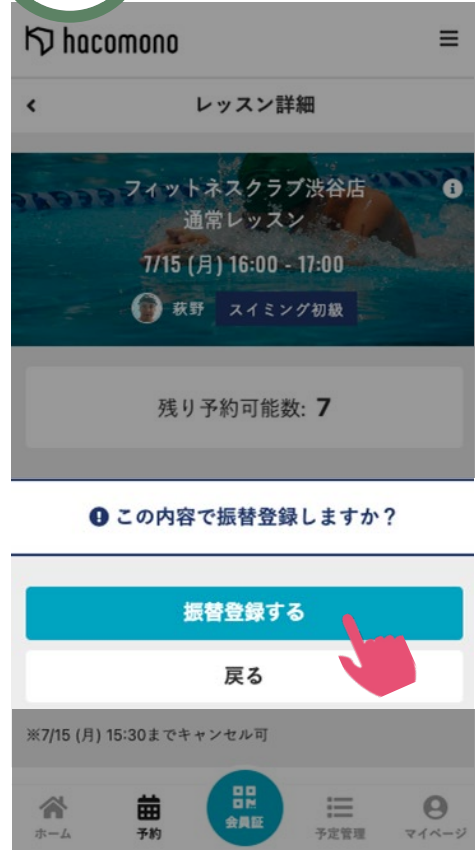 hacomono
レッスン詳細
フィットネスクラブ渋谷店
通常レッスン
7/15 (月) 16:00 - 17:00
萩野 スイミング初級
残り予約可能数: 7
この内容で振替登録しますか？
振替登録する
戻る
※7/15 (月) 15:30までキャンセル可
ホーム 予約 会員証 予定管理 マイページ